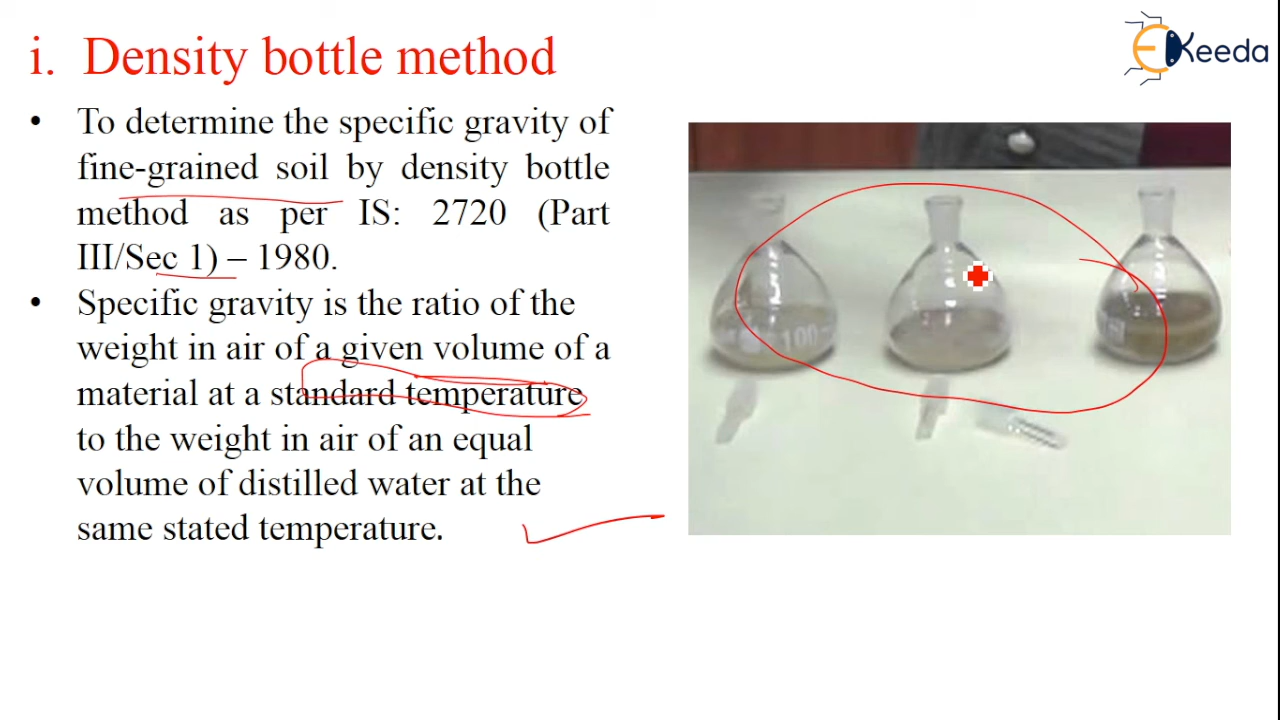 i. Density bottle method
EKeeda
• To determine the specific gravity of
fine-grained soil by density bottle
method as per IS: 2720 (Part
III/Sec 1) – 1980.
• Specific gravity is the ratio of the
weight in air of a given volume of a
material at a standard temperature
to the weight in air of an equal
volume of distilled water at the
same stated temperature.
100